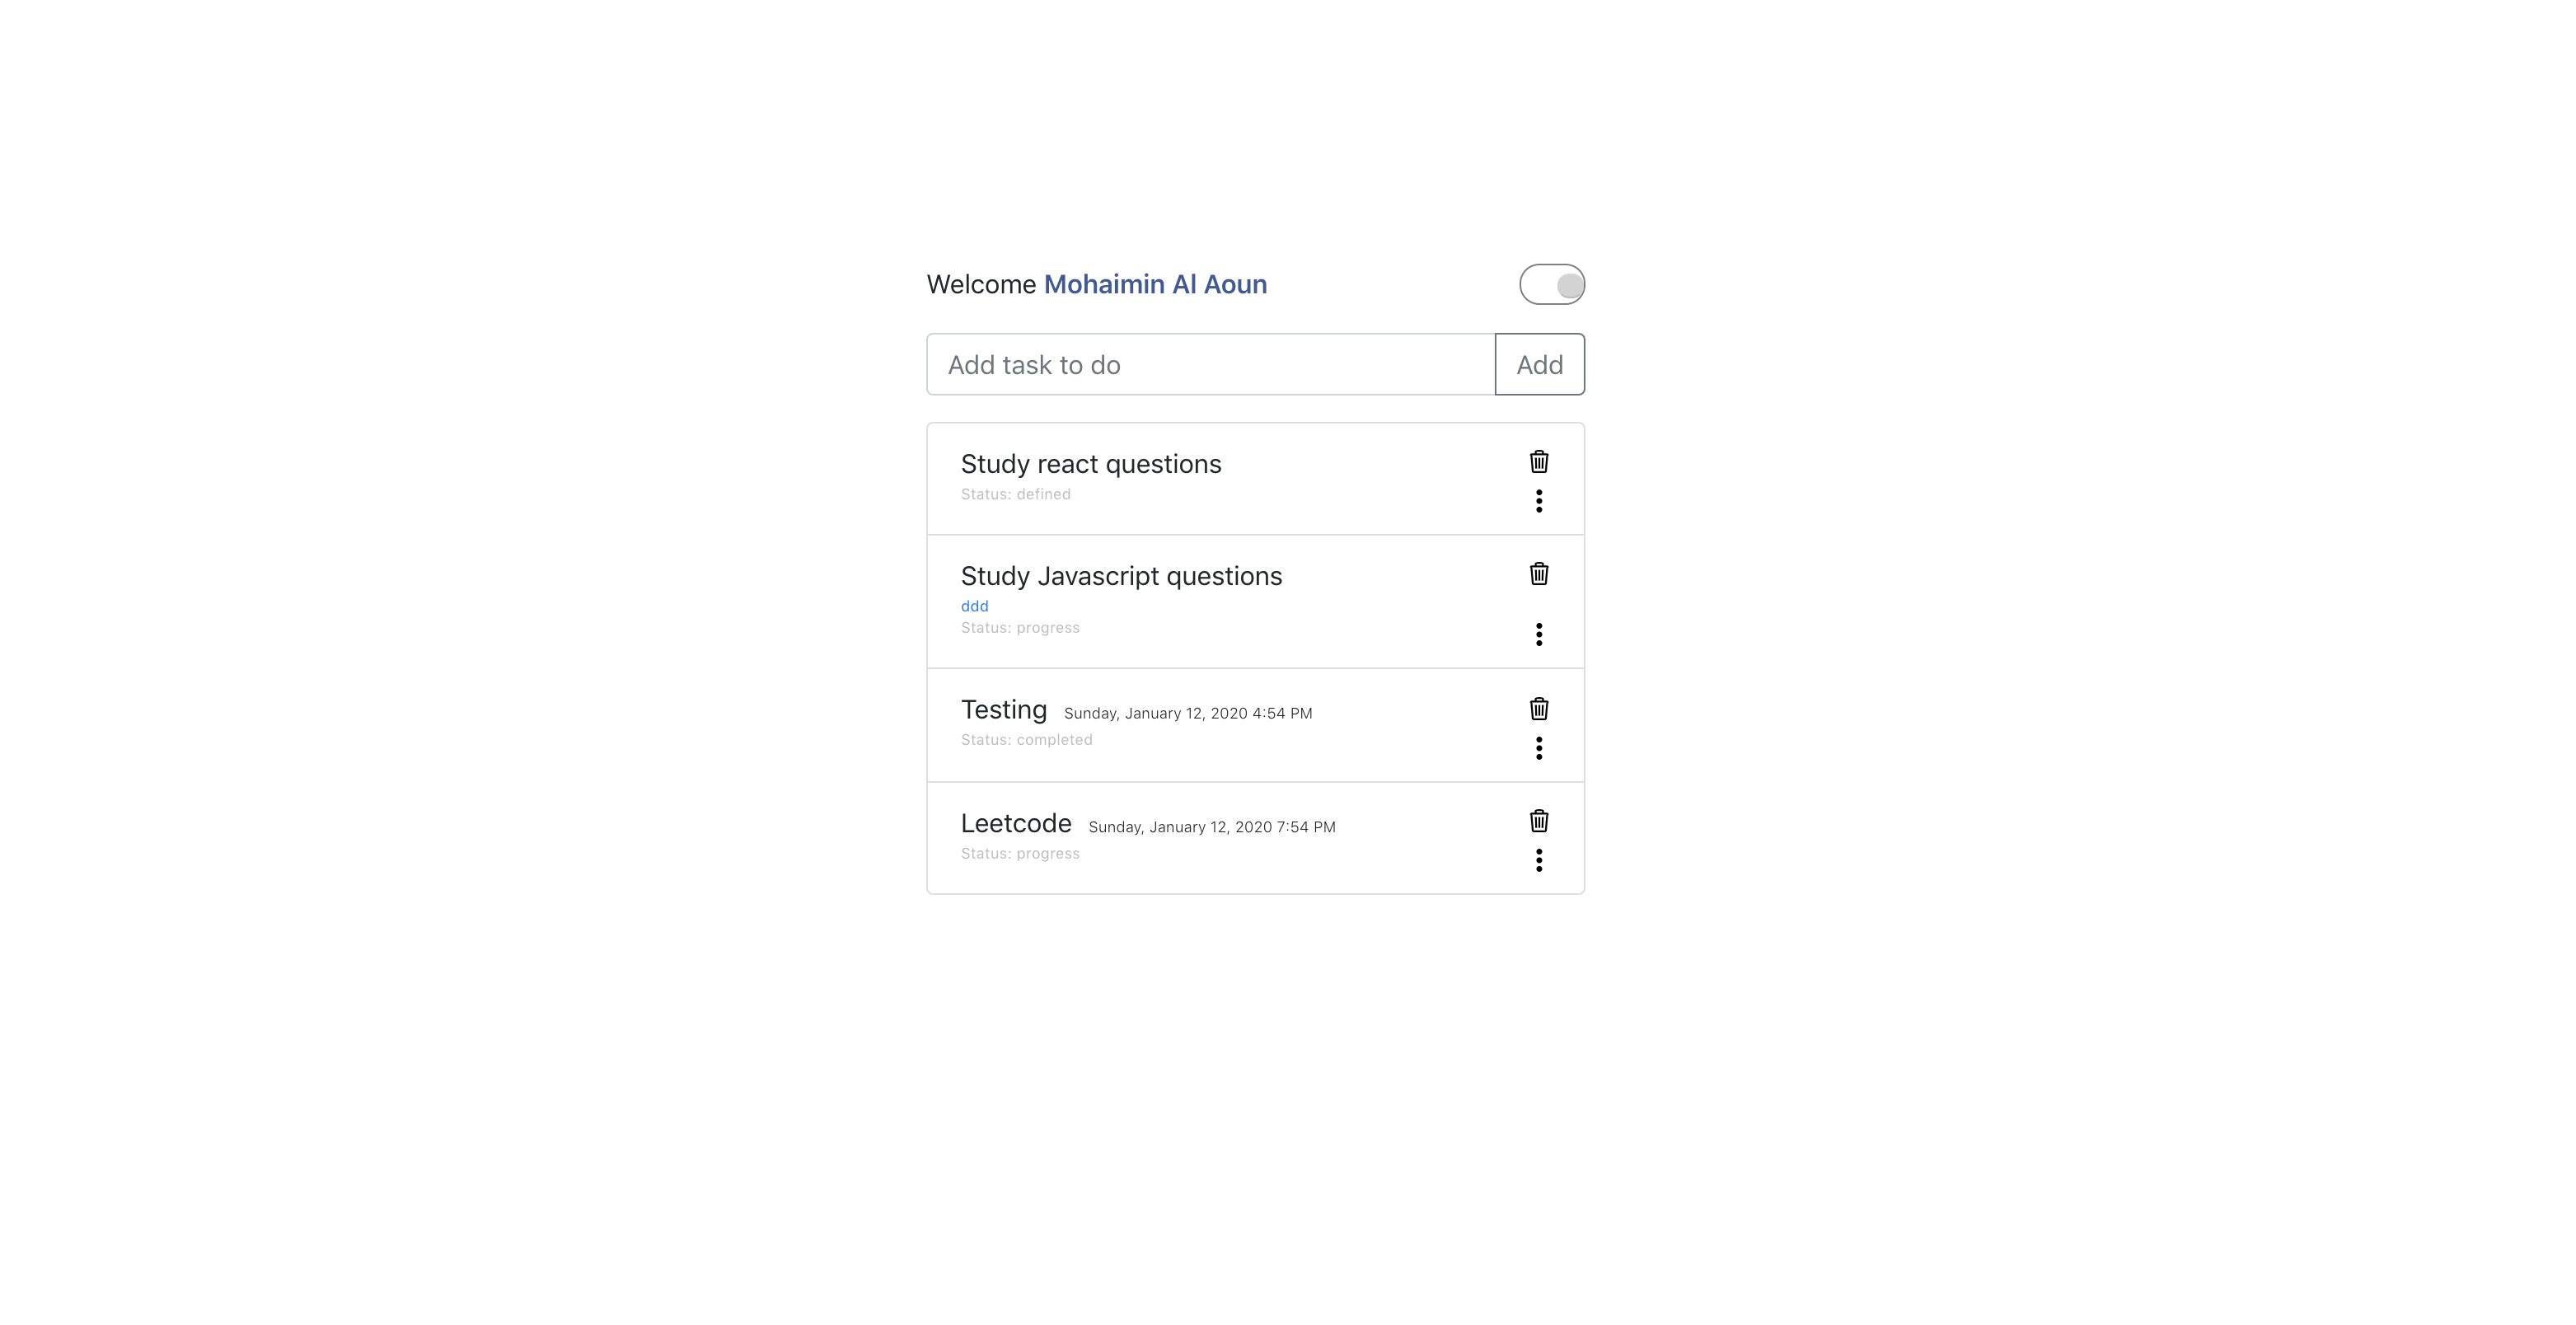 Welcome Mohaimin Al Aoun
Add task to do
Add
Study react questions
Status: defined
Study Javascript questions
ddd
Status: progress
Testing Sunday, January 12, 2020 4:54 PM
Status: completed
Leetcode Sunday, January 12, 2020 7:54 PM
Status: progress